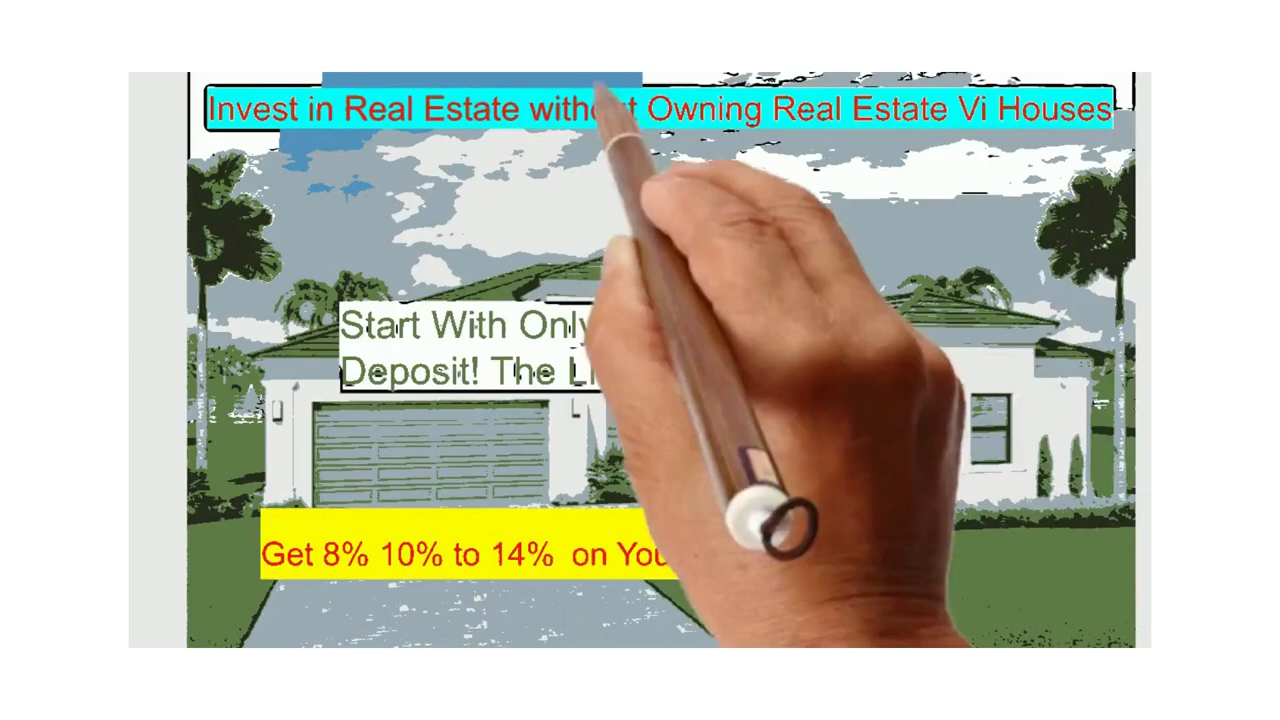 Invest in Real Estate without Owning Real Estate Vi Houses
Start With Only
Deposit! The
Get 8% 10% to 14% on